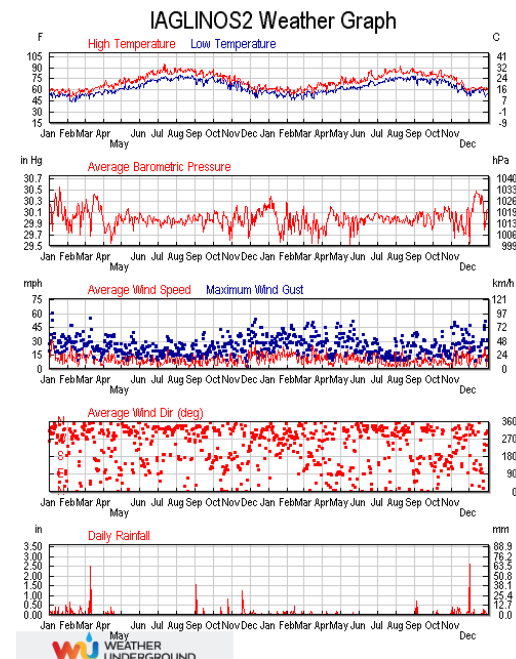 IAGLINOS2 Weather Graph
F High Temperature Low Temperature C
105 41
90 32
75 24
60 16
45 7
30 -1
15 -9
Jan Feb Mar Apr May Jun Jul Aug Sep Oct Nov Dec Jan Feb Mar Apr May Jun Jul Aug Sep Oct Nov Dec
in Hg Average Barometric Pressure hPa
30.7 1040
30.5 1033
30.3 1026
30.1 1019
29.9 1013
29.7 1006
29.5 999
Jan Feb Mar Apr May Jun Jul Aug Sep Oct Nov Dec Jan Feb Mar Apr May Jun Jul Aug Sep Oct Nov Dec
mph Average Wind Speed Maximum Wind Gust km/h
75 121
60 97
45 72
30 48
15 24
0 0
Jan Feb Mar Apr May Jun Jul Aug Sep Oct Nov Dec Jan Feb Mar Apr May Jun Jul Aug Sep Oct Nov Dec
Average Wind Dir (deg)
N 360
W 270
S 180
E 90
N 0
Jan Feb Mar Apr May Jun Jul Aug Sep Oct Nov Dec Jan Feb Mar Apr May Jun Jul Aug Sep Oct Nov Dec
in Daily Rainfall mm
3.50 88.9
3.00 76.2
2.50 63.5
2.00 50.8
1.50 38.1
1.00 25.4
0.50 12.7
0.00 0.0
Jan Feb Mar Apr May Jun Jul Aug Sep Oct Nov Dec Jan Feb Mar Apr May Jun Jul Aug Sep Oct Nov Dec
WEATHER
UNDERGROUND